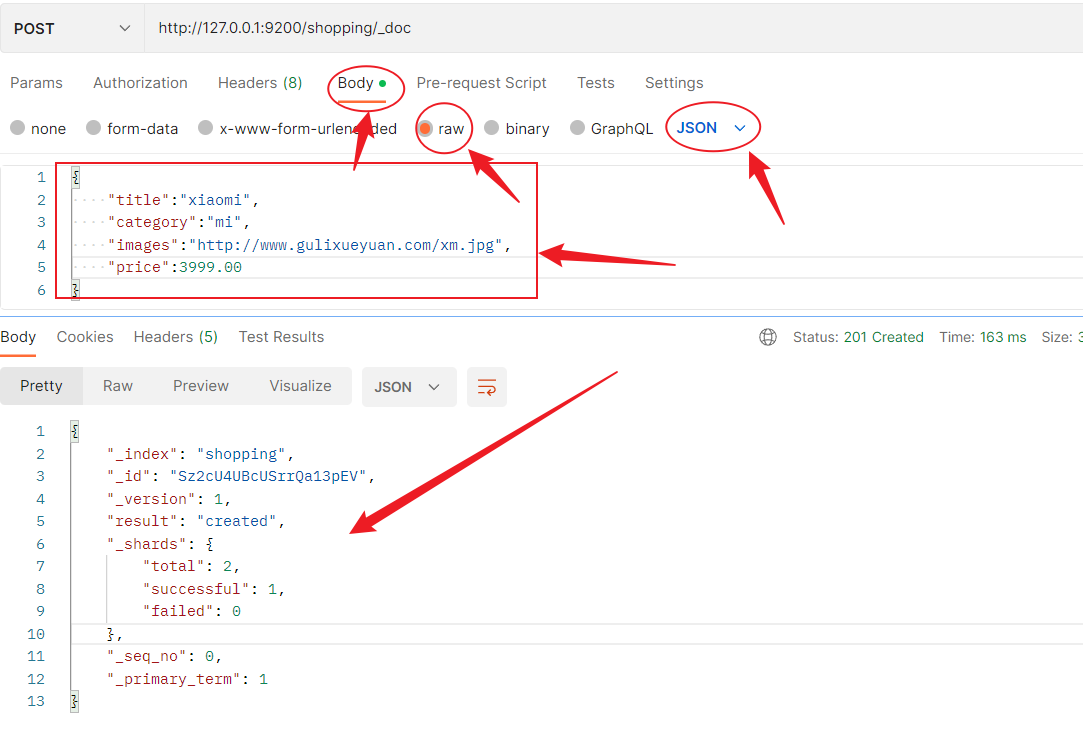 POST http://127.0.0.1:9200/shopping/_doc
Params Authorization Headers (8) Body Pre-request Script Tests Settings
none form-data x-www-form-urlencoded raw binary GraphQL JSON
1 {
2 "title":"xiaomi",
3 "category":"mi",
4 "images":"http://www.gulixueyuan.com/xm.jpg",
5 "price":3999.00
6 }
Body Cookies Headers (5) Test Results Status: 201 Created Time: 163 ms Size: 3
Pretty Raw Preview Visualize JSON
1 {
2 "_index": "shopping",
3 "_id": "Sz2cU4UBcUSrrQa13pEV",
4 "_version": 1,
5 "result": "created",
6 "_shards": {
7 "total": 2,
8 "successful": 1,
9 "failed": 0
10 },
11 "_seq_no": 0,
12 "_primary_term": 1
13 }